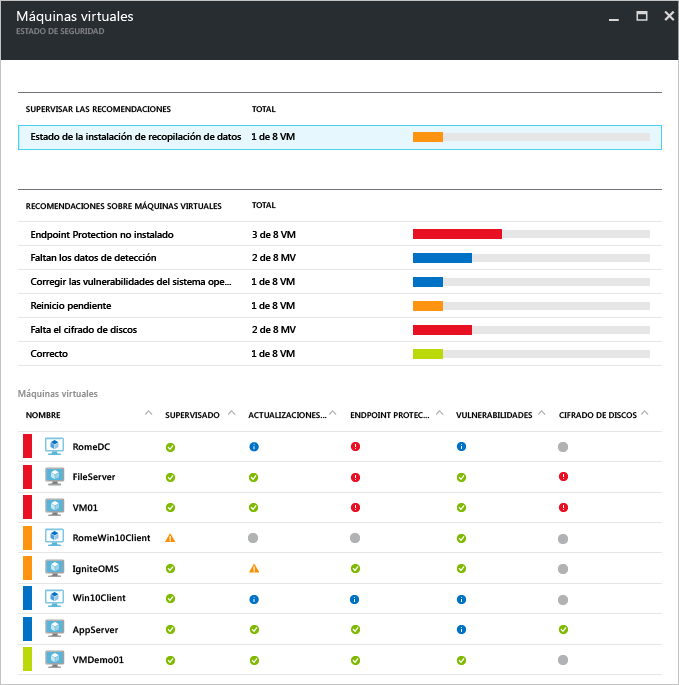 Máquinas virtuales
ESTADO DE SEGURIDAD
SUPERVISAR LAS RECOMENDACIONES TOTAL
Estado de la instalación de recopilación de datos 1 de 8 VM
RECOMENDACIONES SOBRE MÁQUINAS VIRTUALES TOTAL
Endpoint Protection no instalado 3 de 8 VM
Faltan los datos de detección 2 de 8 MV
Corregir las vulnerabilidades del sistema ope... 1 de 8 VM
Reinicio pendiente 1 de 8 VM
Falta el cifrado de discos 2 de 8 MV
Correcto 1 de 8 VM
Máquinas virtuales
NOMBRE SUPERVISADO ACTUALIZACIONES... ENDPOINT PROTEC... VULNERABILIDADES CIFRADO DE DISCOS
RomeDC
FileServer
VM01
RomeWin10Client
IgniteOMS
Win10Client
AppServer
VMDemo01